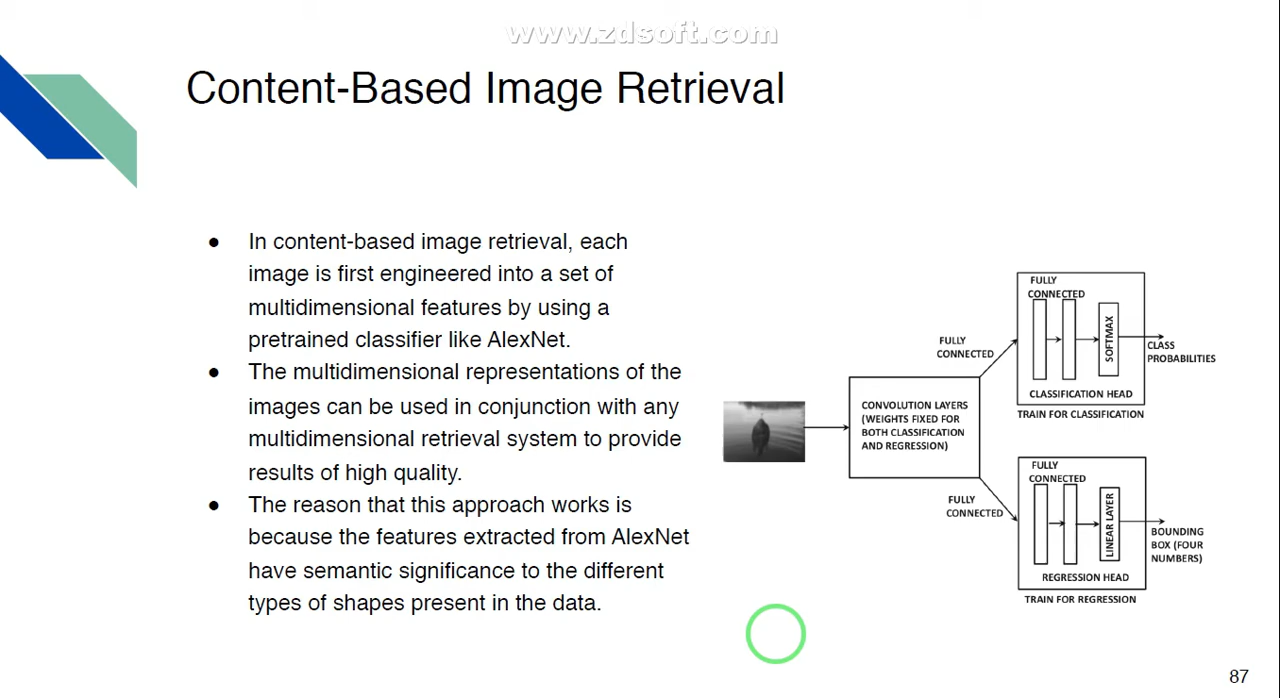 www.zdsoft.com
Content-Based Image Retrieval
● In content-based image retrieval, each
image is first engineered into a set of
multidimensional features by using a
pretrained classifier like AlexNet.
● The multidimensional representations of the
images can be used in conjunction with any
multidimensional retrieval system to provide
results of high quality.
● The reason that this approach works is
because the features extracted from AlexNet
have semantic significance to the different
types of shapes present in the data.
CONVOLUTION LAYERS
(WEIGHTS FIXED FOR
BOTH CLASSIFICATION
AND REGRESSION)
FULLY
CONNECTED
FULLY
CONNECTED
SOFTMAX
CLASS
PROBABILITIES
CLASSIFICATION HEAD
TRAIN FOR CLASSIFICATION
FULLY
CONNECTED
FULLY
CONNECTED
LINEAR LAYER
BOUNDING
BOX (FOUR
NUMBERS)
REGRESSION HEAD
TRAIN FOR REGRESSION
87